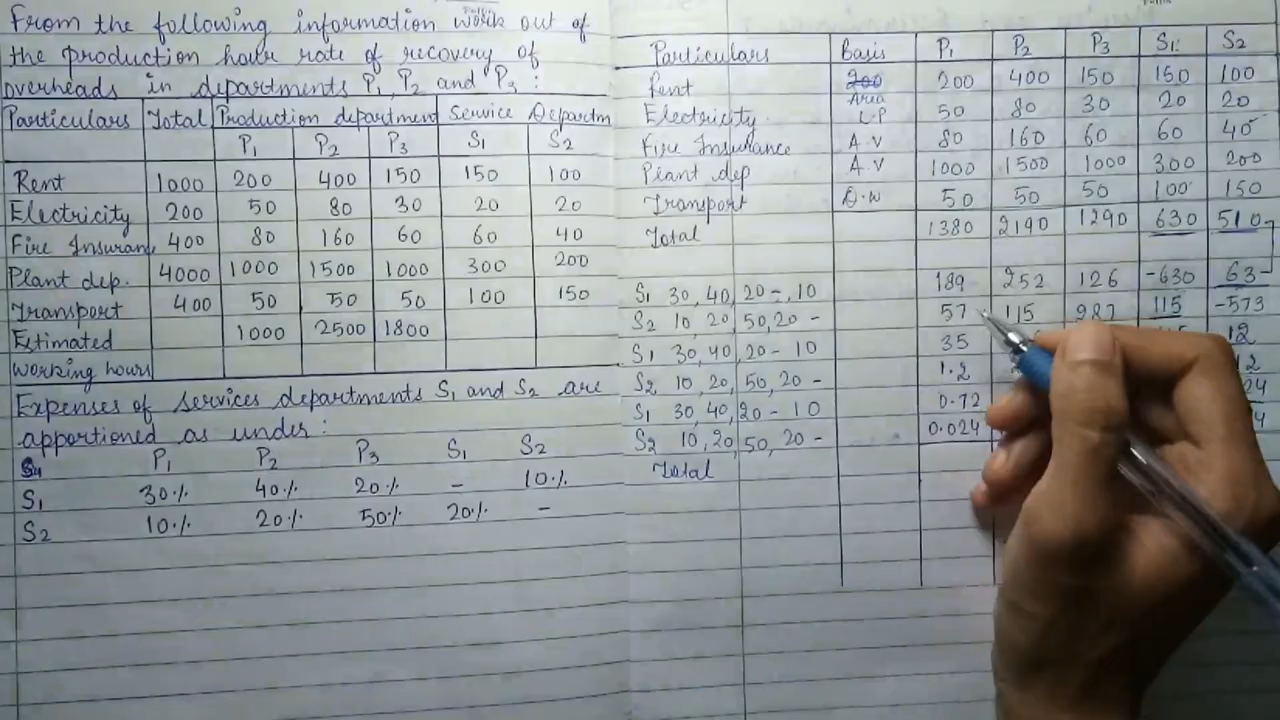 From the following information work out of
the production hour rate of recovery of
overheads in departments P1, P2 and P3 :
Particulars Total Production department Service Departm
P1 P2 P3 S1 S2
Rent 1000 200 400 150 150 100
Electricity 200 50 80 30 20 20
Fire Insuran 400 80 160 60 60 40
Plant dep. 4000 1000 1500 1000 300 200
Transport 400 50 50 50 100 150
Estimated 1000 2500 1800
working hours
Expenses of services departments S1 and S2 are
apportioned as under :
P1 P2 P3 S1 S2
S1 30% 40% 20% - 10%
S2 10% 20% 50% 20% -
Particulars Basis P1 P2 P3 S1 S2
Rent Area 200 400 150 150 100
Electricity L.P 50 80 30 20 20
Fire Insurance A.V 80 160 60 60 40
Plant dep A.V 1000 1500 1000 300 200
Transport D.W 50 50 50 100 150
Total 1380 2190 1290 630 510
S1 30,40,20-,10 189 252 126 -630 63
S2 10,20,50,20- 57 115 287 115 -573
S1 30,40,20-10 35 12
S2 10,20,50,20- 1.2
S1 30,40,20-10 0.72
S2 10,20,50,20- 0.024
Total